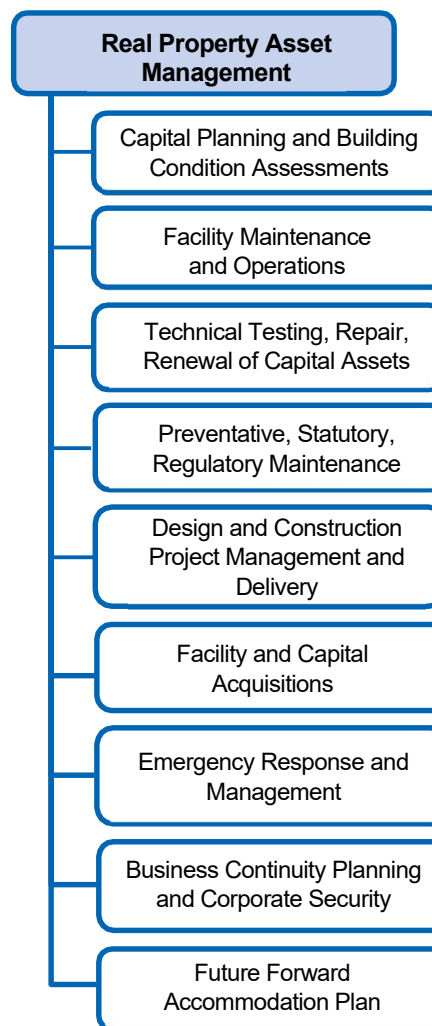 Real Property Asset
Management
Capital Planning and Building
Condition Assessments
Facility Maintenance
and Operations
Technical Testing, Repair,
Renewal of Capital Assets
Preventative, Statutory,
Regulatory Maintenance
Design and Construction
Project Management and
Delivery
Facility and Capital
Acquisitions
Emergency Response and
Management
Business Continuity Planning
and Corporate Security
Future Forward
Accommodation Plan